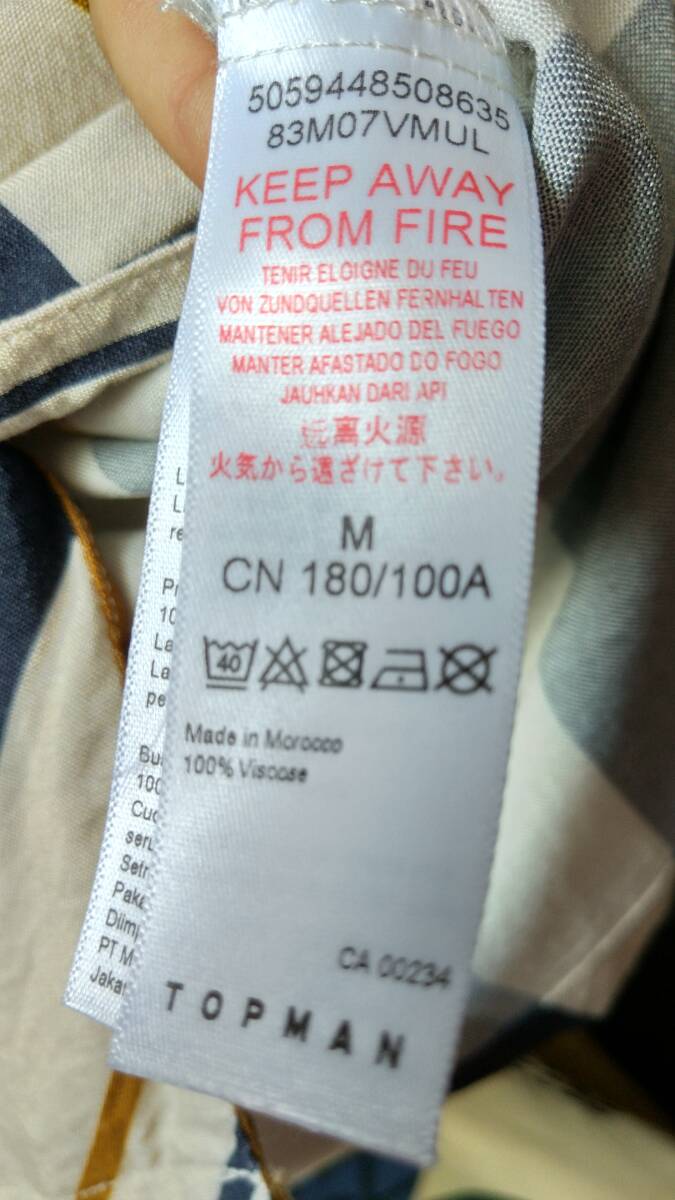 5059448508635
83M07VMUL
KEEP AWAY
FROM FIRE
TENIR ELOIGNE DU FEU
VON ZUNDQUELLEN FERNHALTEN
MANTENER ALEJADO DEL FUEGO
MANTER AFASTADO DO FOGO
JAUHKAN DARI API
远离火源
火気から遠ざけて下さい。
M
CN 180/100A
40
Made in Morocco
100% Viscose
CA 00234
TOPMAN